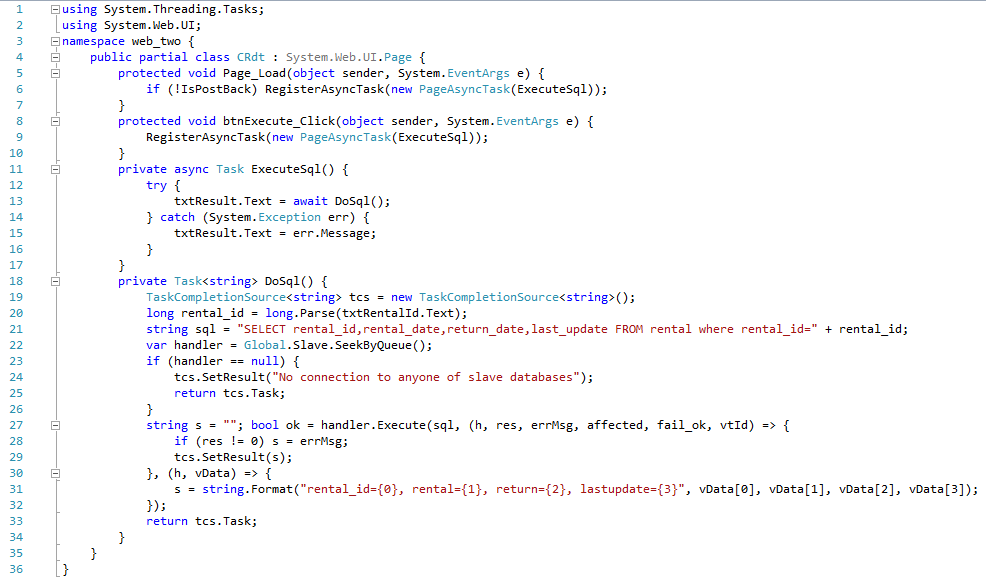 1 using System.Threading.Tasks;
2 using System.Web.UI;
3 namespace web_two {
4 public partial class CRdt : System.Web.UI.Page {
5 protected void Page_Load(object sender, System.EventArgs e) {
6 if (!IsPostBack) RegisterAsyncTask(new PageAsyncTask(ExecuteSql));
7 }
8 protected void btnExecute_Click(object sender, System.EventArgs e) {
9 RegisterAsyncTask(new PageAsyncTask(ExecuteSql));
10 }
11 private async Task ExecuteSql() {
12 try {
13 txtResult.Text = await DoSql();
14 } catch (System.Exception err) {
15 txtResult.Text = err.Message;
16 }
17 }
18 private Task<string> DoSql() {
19 TaskCompletionSource<string> tcs = new TaskCompletionSource<string>();
20 long rental_id = long.Parse(txtRentalId.Text);
21 string sql = "SELECT rental_id,rental_date,return_date,last_update FROM rental where rental_id=" + rental_id;
22 var handler = Global.Slave.SeekByQueue();
23 if (handler == null) {
24 tcs.SetResult("No connection to anyone of slave databases");
25 return tcs.Task;
26 }
27 string s = ""; bool ok = handler.Execute(sql, (h, res, errMsg, affected, fail_ok, vtId) => {
28 if (res != 0) s = errMsg;
29 tcs.SetResult(s);
30 }, (h, vData) => {
31 s = string.Format("rental_id={0}, rental={1}, return={2}, lastupdate={3}", vData[0], vData[1], vData[2], vData[3]);
32 });
33 return tcs.Task;
34 }
35 }
36 }